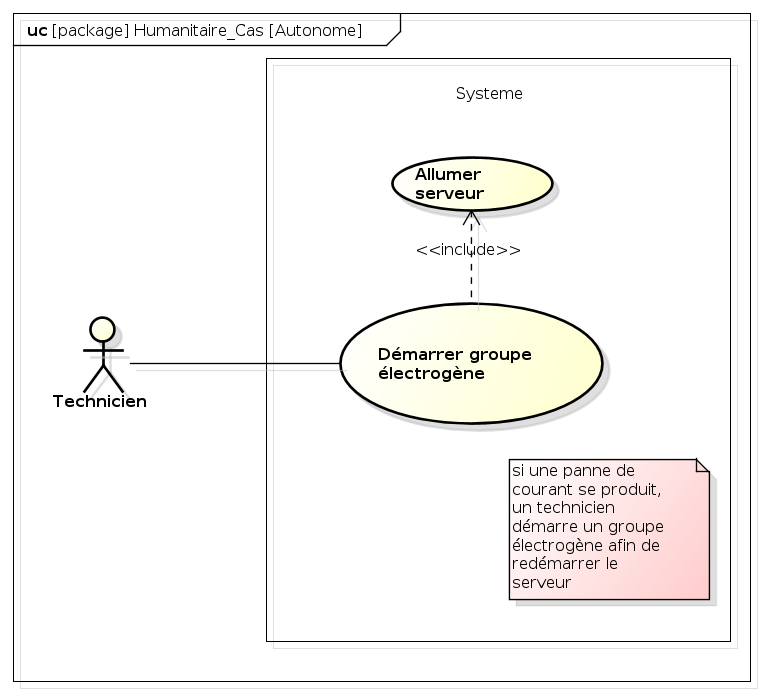 uc [package] Humanitaire_Cas [Autonome]
Systeme
Allumer
serveur
<<include>>
Démarrer groupe
électrogène
Technicien
si une panne de
courant se produit,
un technicien
démarre un groupe
électrogène afin de
redémarrer le
serveur